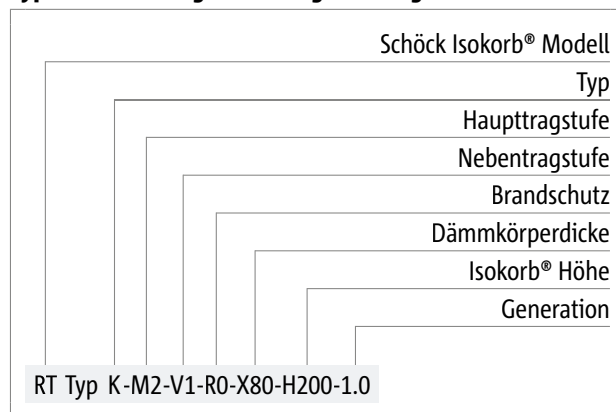 Schöck Isokorb® Modell
Typ
Haupttragstufe
Nebentragstufe
Brandschutz
Dämmkörperdicke
Isokorb® Höhe
Generation
RT Typ K-M2-V1-R0-X80-H200-1.0